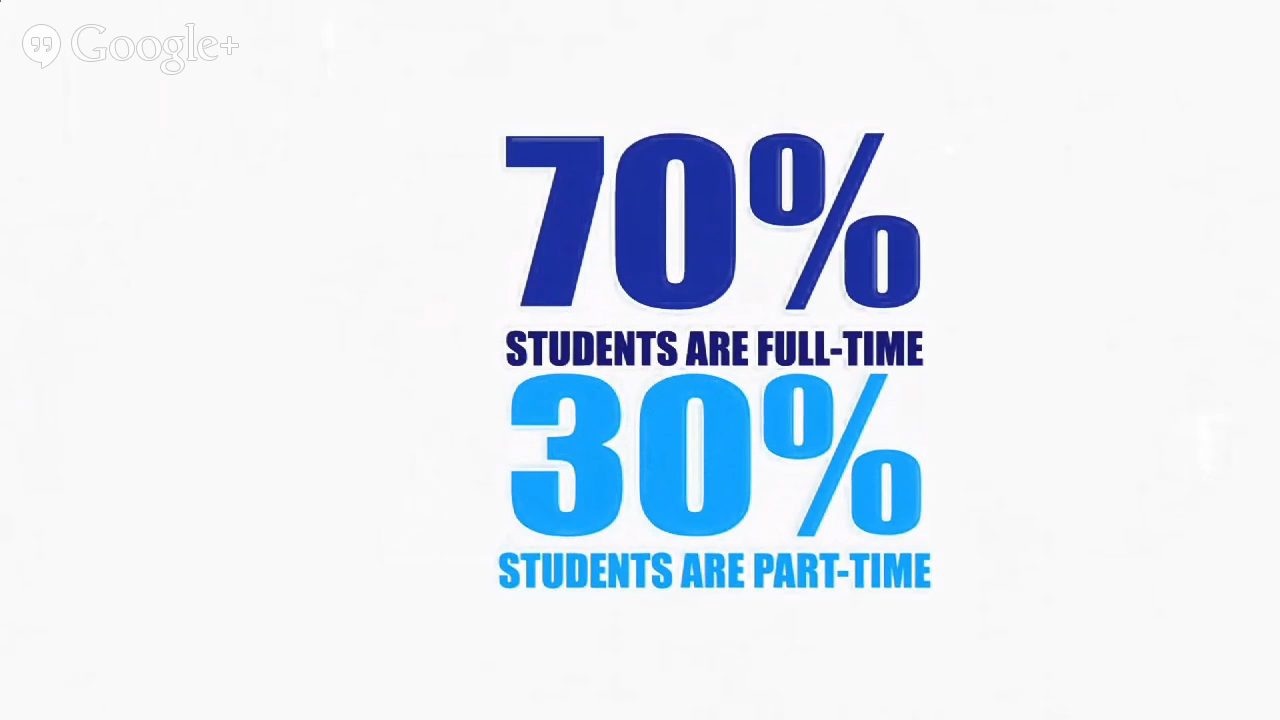 Google+
70%
STUDENTS ARE FULL-TIME
30%
STUDENTS ARE PART-TIME